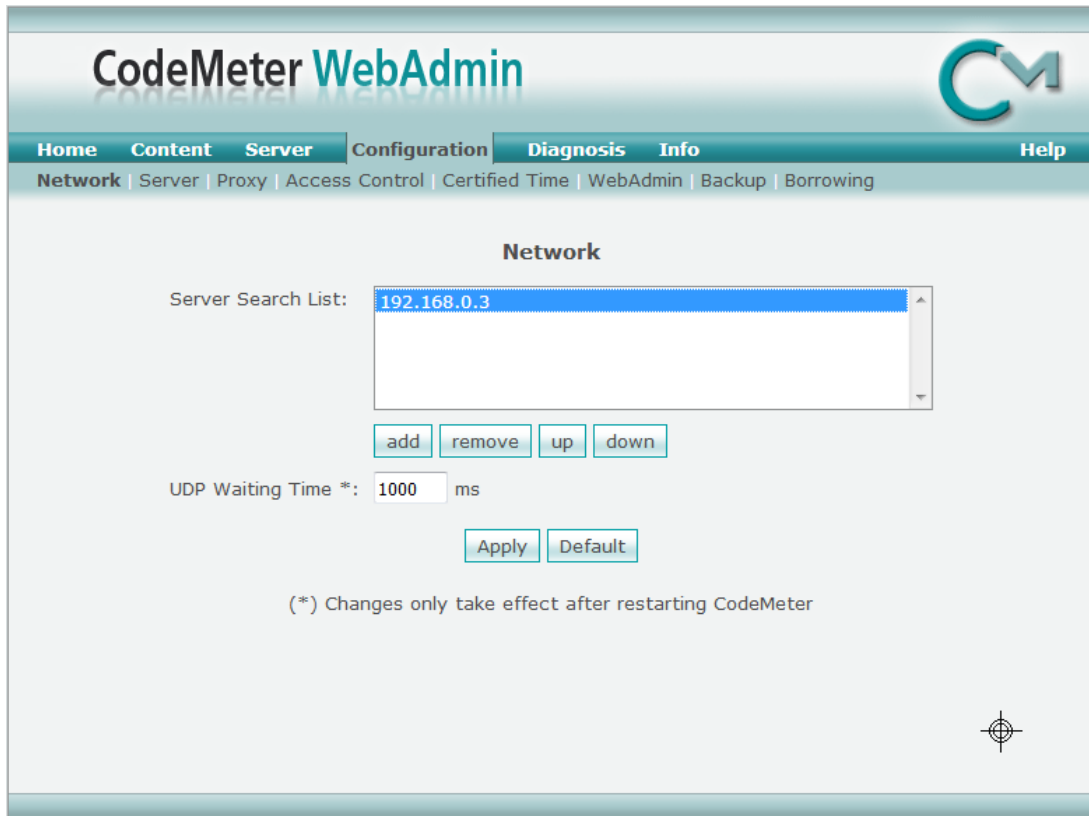 CodeMeter WebAdmin
CM
Home Content Server Configuration Diagnosis Info Help
Network | Server | Proxy | Access Control | Certified Time | WebAdmin | Backup | Borrowing
Network
Server Search List: 192.168.0.3
add remove up down
UDP Waiting Time *: 1000 ms
Apply Default
(*) Changes only take effect after restarting CodeMeter